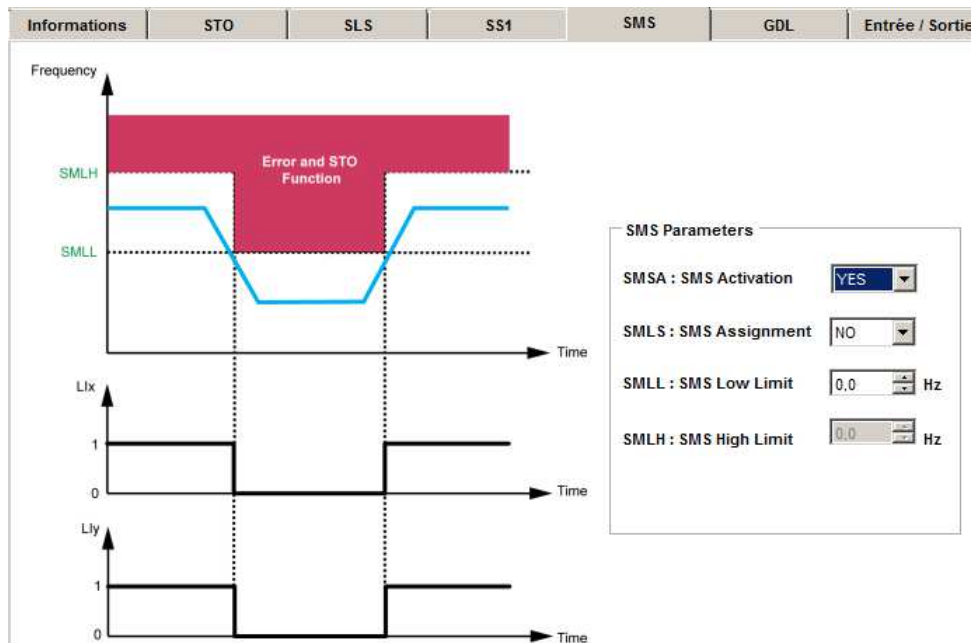 Informations
STO
SLS
SS1
SMS
GDL
Entrée / Sortie
Frequency
Error and STO
Function
SMLH
SMLL
Time
SMS Parameters
SMSA : SMS Activation YES
SMLS : SMS Assignment NO
SMLL : SMS Low Limit 0,0 Hz
SMLH : SMS High Limit 0,0 Hz
LIx
1
0
Time
LIy
1
0
Time